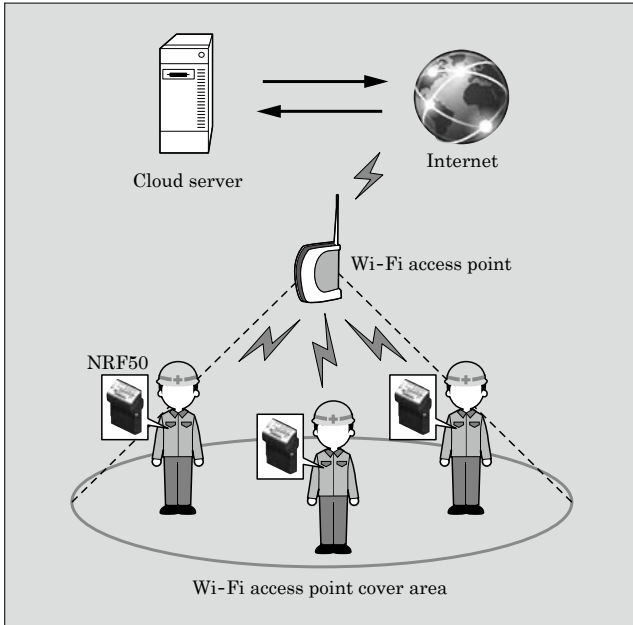 Cloud server
Internet
Wi-Fi access point
NRF50
Wi-Fi access point cover area